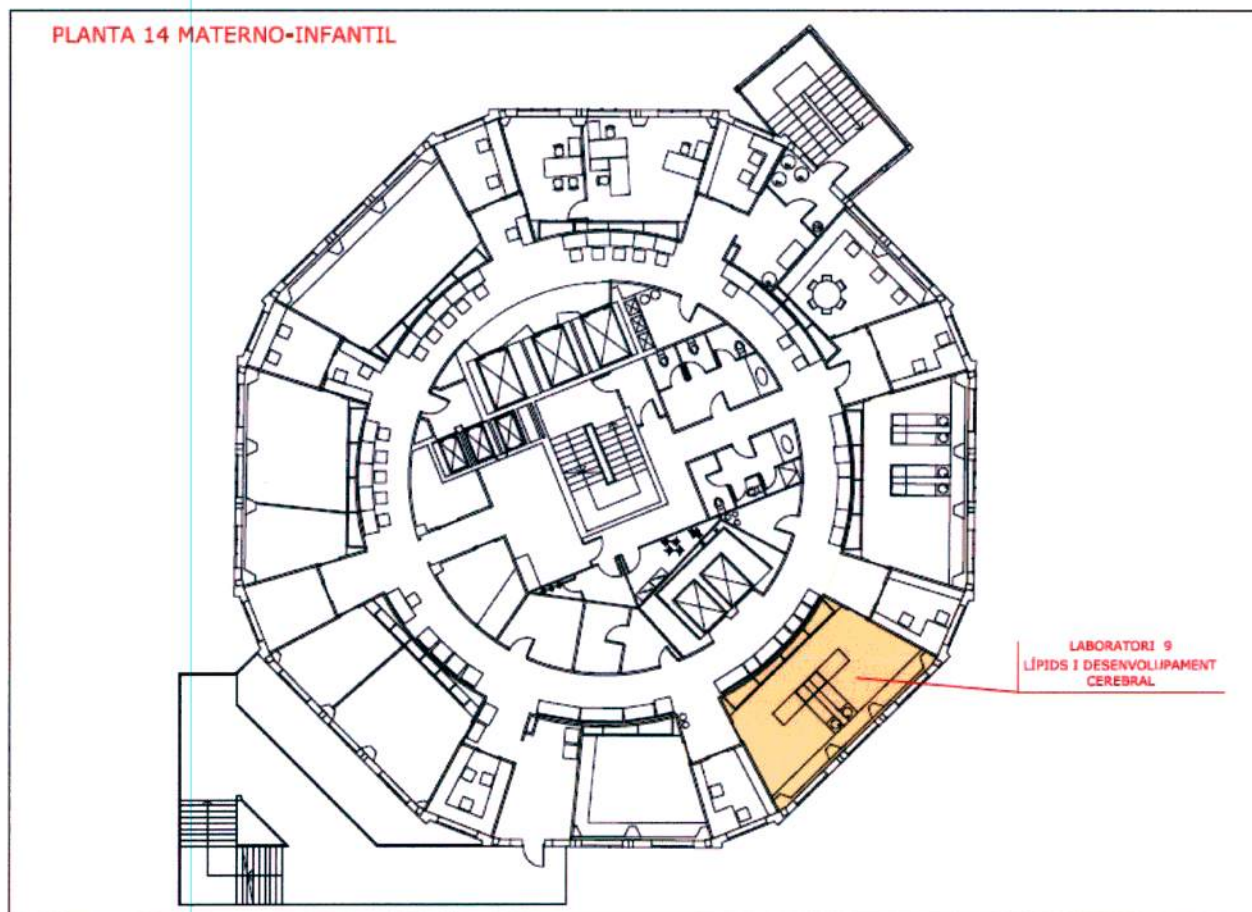 PLANTA 14 MATERNO-INFANTIL
LABORATORI 9
LÍPIDS I DESENVOLUPAMENT
CEREBRAL